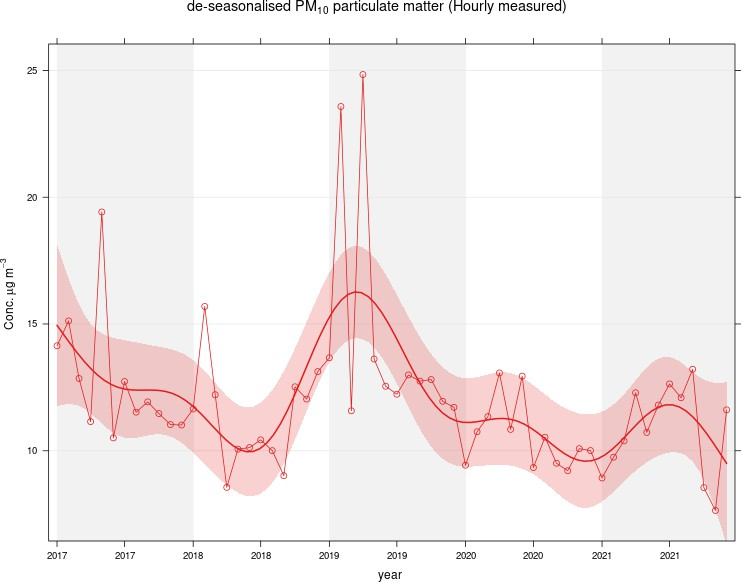 de-seasonalised PM₁₀ particulate matter (Hourly measured)
25
20
15
10
Conc. µg m⁻³
2017 2017 2018 2018 2019 2019 2020 2020 2021 2021
year